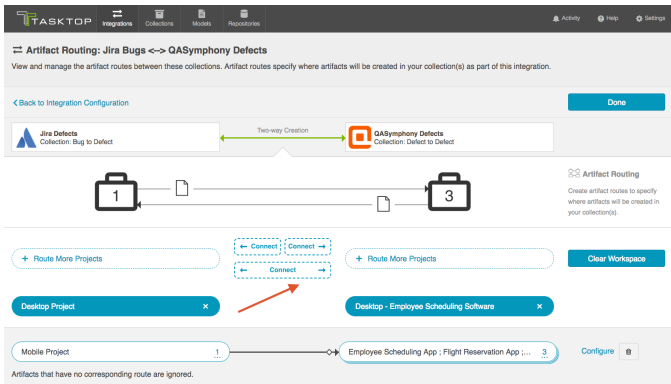 TASKTOP
Integrations
Collections
Models
Repositories
Activity
Help
Settings
Artifact Routing: Jira Bugs <--> QASymphony Defects
View and manage the artifact routes between these collections. Artifact routes specify where artifacts will be created in your collection(s) as part of this integration.
Back to Integration Configuration
Done
Jira Defects
Collection: Bug to Defect
Two-way Creation
QASymphony Defects
Collection: Defect to Defect
1
3
Artifact Routing
Create artifact routes to specify
where artifacts will be created in
your collection(s).
+ Route More Projects
← Connect
Connect →
← Connect →
+ Route More Projects
Clear Workspace
Desktop Project ×
Desktop - Employee Scheduling Software ×
Mobile Project 1
Employee Scheduling App ; Flight Reservation App ;... 3
Configure
Artifacts that have no corresponding route are ignored.